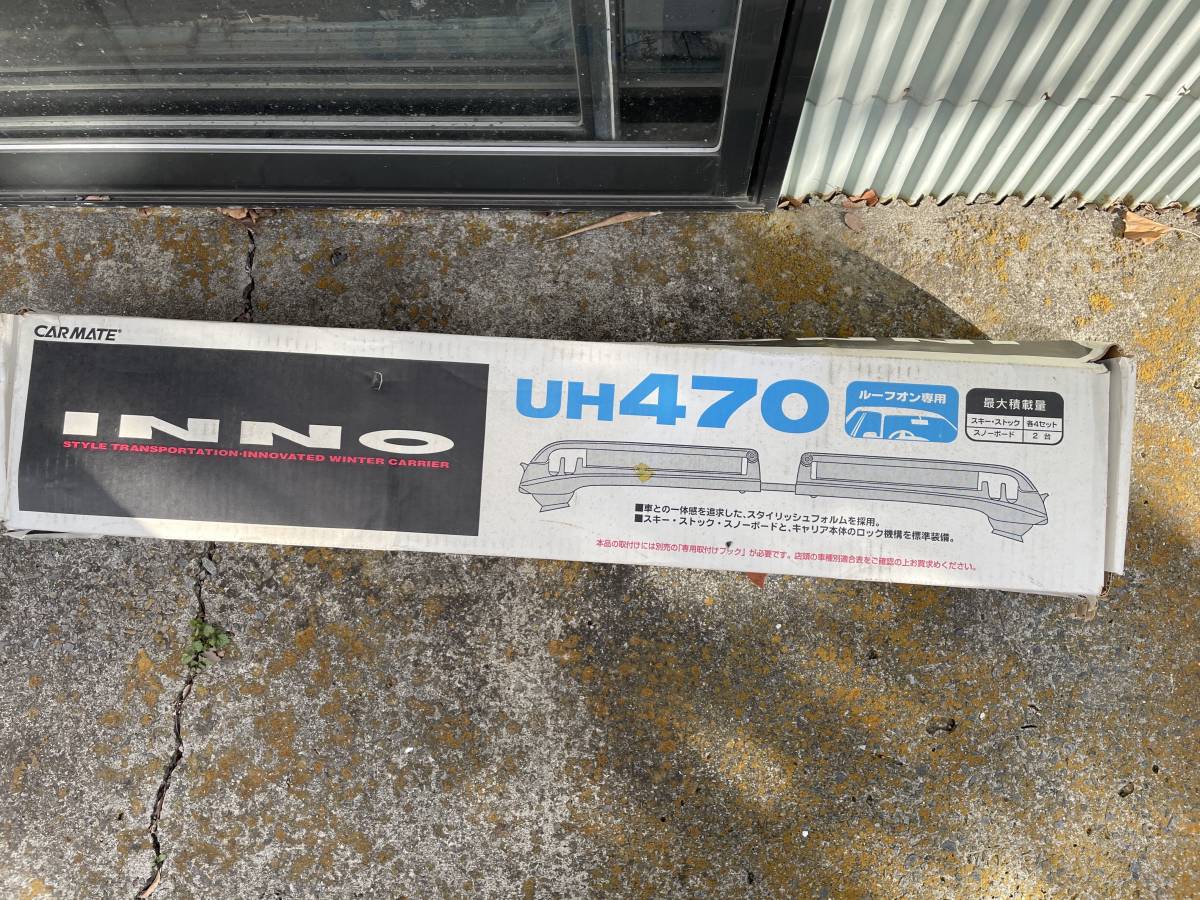 CARMATE®
INNO
STYLE TRANSPORTATION·INNOVATED WINTER CARRIER
UH470
ルーフオン専用
最大積載量
スキー・ストック 各4セット
スノーボード 2 台
■車との一体感を追求した、スタイリッシュフォルムを採用。
■スキー・ストック・スノーボードと、キャリア本体のロック機構を標準装備。
本品の取付けには別売の「専用取付けフック」が必要です。店頭の車種別適合表をご確認の上お買求めください。